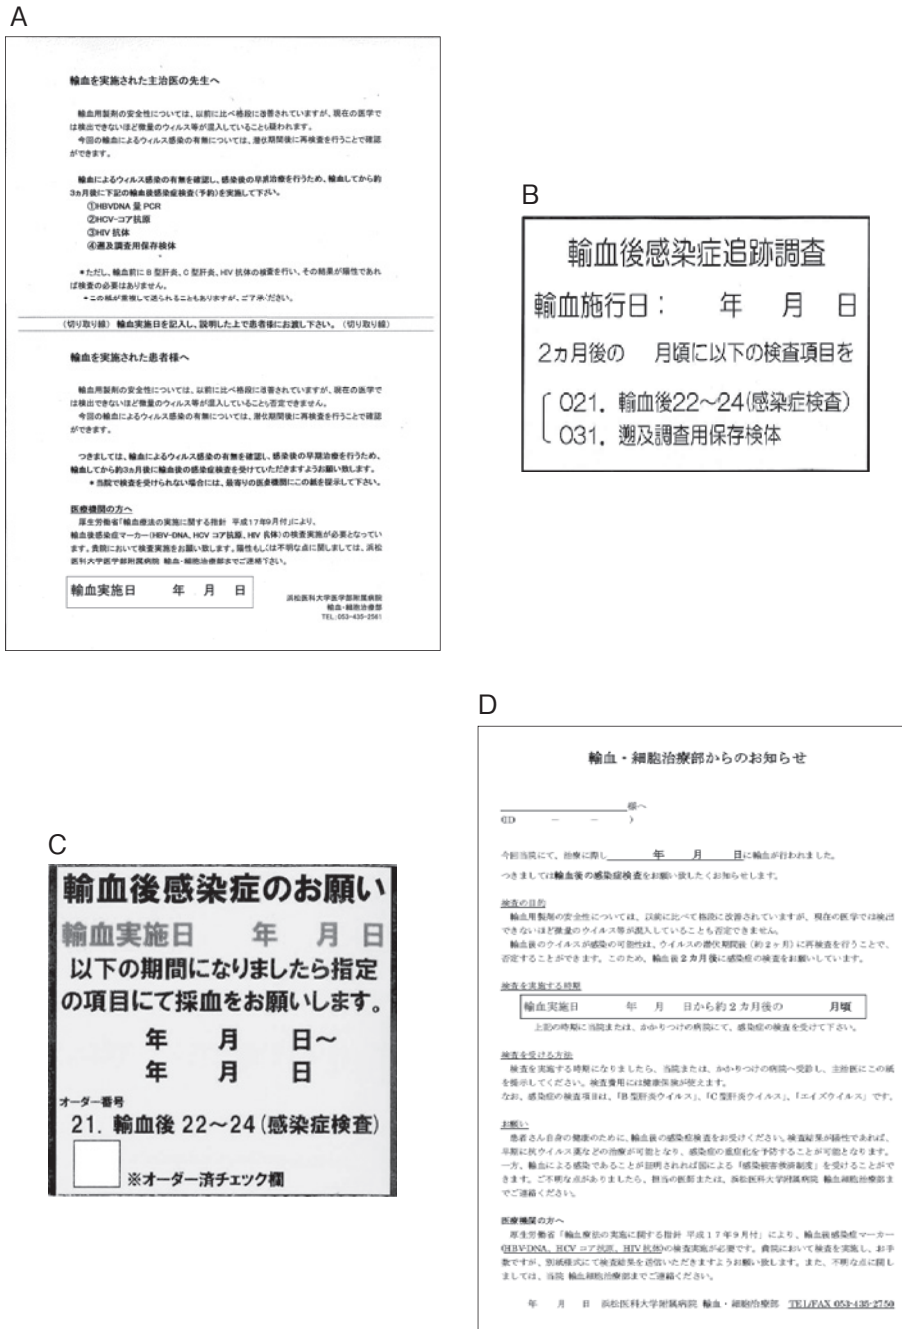 A
輸血を実施された主治医の先生へ
輸血用製剤の安全性については、以前に比べ格段に改善されていますが、現在の医学で
は検出できないほど微量のウィルス等が混入していることも疑われます。
今回の輸血によるウィルス感染の有無については、潜伏期間後に再検査を行うことで確認
ができます。
輸血によるウィルス感染の有無を確認し、感染後の早期治療を行うため、輸血してから約
3ヵ月後に下記の輸血後感染症検査(予約)を実施して下さい。
①HBVDNA 量 PCR
②HCV-コア抗原
③HIV 抗体
④遡及調査用保存検体
*ただし、輸血前にB型肝炎、C型肝炎、HIV 抗体の検査を行い、その結果が陽性であれ
ば検査の必要はありません。
*この紙が重複して送られることもありますが、ご了承ください。
(切り取り線) 輸血実施日を記入し、説明した上で患者様にお渡し下さい。 (切り取り線)
輸血を実施された患者様へ
輸血用製剤の安全性については、以前に比べ格段に改善されていますが、現在の医学で
は検出できないほど微量のウィルス等が混入していることも否定できません。
今回の輸血によるウィルス感染の有無については、潜伏期間後に再検査を行うことで確認
ができます。
つきましては、輸血によるウィルス感染の有無を確認し、感染後の早期治療を行うため、
輸血してから約3ヵ月後に輸血後の感染症検査を受けていただきますようお願い致します。
*当院で検査を受けられない場合には、最寄りの医療機関にこの紙を提示して下さい。
医療機関の方へ
厚生労働省「輸血療法の実施に関する指針 平成17年9月付」により、
輸血後感染症マーカー(HBV-DNA、HCV コア抗原、HIV 抗体)の検査実施が必要となってい
ます。貴院において検査実施をお願い致します。陽性もしくは不明な点に関しましては、浜松
医科大学医学部附属病院 輸血・細胞治療部までご連絡下さい。
輸血実施日 年 月 日
浜松医科大学医学部附属病院
輸血・細胞治療部
TEL:053-435-2561
B
輸血後感染症追跡調査
輸血施行日: 年 月 日
2ヵ月後の 月頃に以下の検査項目を
021. 輸血後22～24(感染症検査)
031. 遡及調査用保存検体
C
輸血後感染症のお願い
輸血実施日 年 月 日
以下の期間になりましたら指定
の項目にて採血をお願いします。
年 月 日～
年 月 日
オーダー番号
21. 輸血後 22～24(感染症検査)
※オーダー済チェック欄
D
輸血・細胞治療部からのお知らせ
様へ
(ID － － )
今回当院にて、治療に際し 年 月 日に輸血が行われました。
つきましては輸血後の感染症検査をお願い致したくお知らせします。
検査の目的
輸血用製剤の安全性については、以前に比べて格段に改善されていますが、現在の医学では検出
できないほど微量のウイルス等が混入していることも否定できません。
輸血後のウイルスが感染の可能性は、ウイルスの潜伏期間後(約2ヶ月)に再検査を行うことで、
否定することができます。このため、輸血後2カ月後に感染症の検査をお願いしています。
検査を実施する時期
輸血実施日 年 月 日から約2カ月後の 月頃
上記の時期に当院または、かかりつけの病院にて、感染症の検査を受けて下さい。
検査を受ける方法
検査を実施する時期になりましたら、当院または、かかりつけの病院へ受診し、主治医にこの紙
を提示してください。検査費用には健康保険が使えます。
なお、感染症の検査項目は、「B型肝炎ウイルス」、「C型肝炎ウイルス」、「エイズウイルス」です。
お願い
患者さん自身の健康のために、輸血後の感染症検査をお受けください。検査結果が陽性であれば、
早期に抗ウイルス薬などの治療が可能となり、感染症の重症化を予防することが可能となります。
一方、輸血による感染であることが証明されれば国による「感染被害救済制度」を受けることがで
きます。ご不明な点がありましたら、担当の医師または、浜松医科大学附属病院 輸血細胞治療部ま
でご連絡ください。
医療機関の方へ
厚生労働省「輸血療法の実施に関する指針 平成17年9月付」により、輸血後感染症マーカー
(HBV-DNA、HCV コア抗原、HIV抗体)の検査実施が必要です。貴院において検査を実施し、お手
数ですが、別紙様式にて検査結果を返信いただきますようお願い致します。また、不明な点に関し
ましては、当院 輸血細胞治療部までご連絡ください。
年 月 日 浜松医科大学附属病院 輸血・細胞治療部 TEL/FAX 053-435-2750